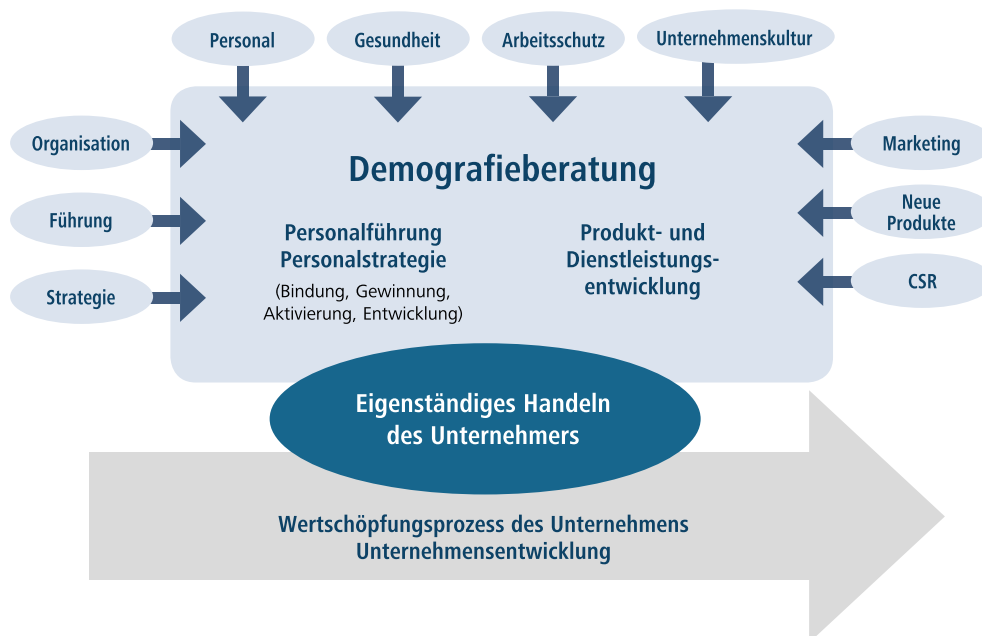 Personal
Gesundheit
Arbeitsschutz
Unternehmenskultur
Organisation
Führung
Strategie
Demografieberatung
Personalführung
Personalstrategie
(Bindung, Gewinnung,
Aktivierung, Entwicklung)
Produkt- und
Dienstleistungs-
entwicklung
Marketing
Neue
Produkte
CSR
Eigenständiges Handeln
des Unternehmers
Wertschöpfungsprozess des Unternehmens
Unternehmensentwicklung